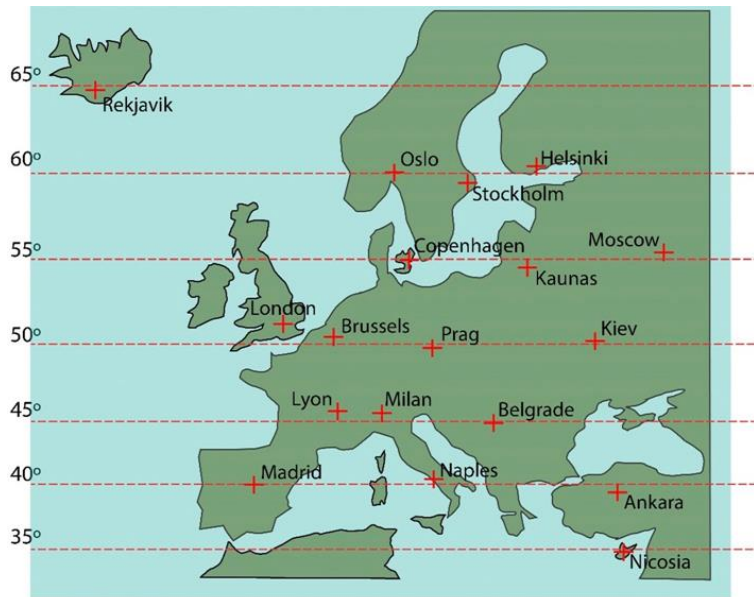 65°
Rekjavik
60°
Oslo
Helsinki
Stockholm
55°
Copenhagen
Moscow
Kaunas
London
50°
Brussels
Prag
Kiev
45°
Lyon
Milan
Belgrade
40°
Madrid
Naples
Ankara
35°
Nicosia